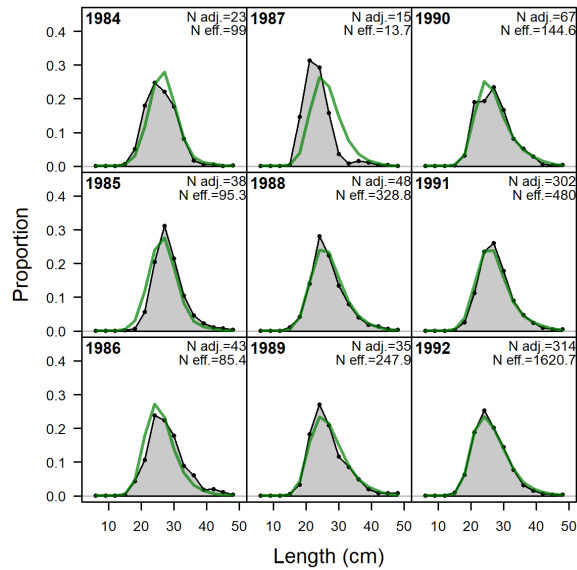 1984 N adj.=23
N eff.=99
1987 N adj.=15
N eff.=13.7
1990 N adj.=67
N eff.=144.6
0.4
0.3
0.2
0.1
0.0
1985 N adj.=38
N eff.=95.3
1988 N adj.=48
N eff.=328.8
1991 N adj.=302
N eff.=480
0.4
0.3
0.2
0.1
0.0
1986 N adj.=43
N eff.=85.4
1989 N adj.=35
N eff.=247.9
1992 N adj.=314
N eff.=1620.7
0.4
0.3
0.2
0.1
0.0
Proportion
10 20 30 40 50 10 20 30 40 50 10 20 30 40 50
Length (cm)